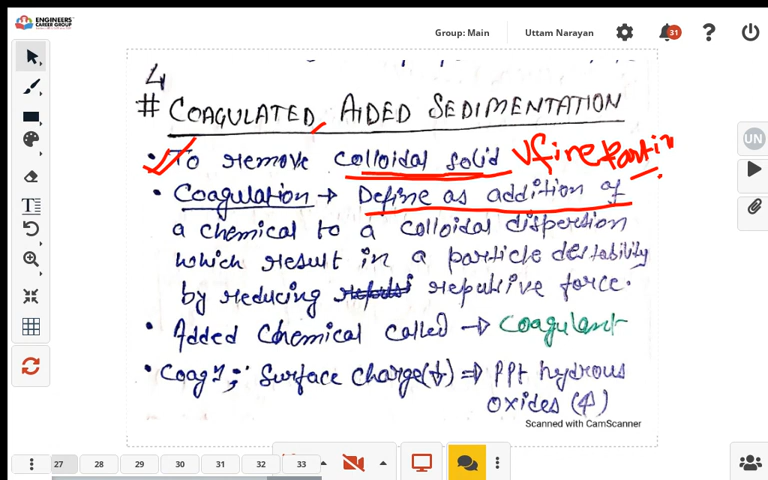 ENGINEERS
CAREER GROUP
Group: Main
Uttam Narayan
31
4
# COAGULATED AIDED SEDIMENTATION
• To remove colloidal solid Vfine Parti
• Coagulation → Define as addition of
a chemical to a colloidal dispersion
which result in a particle destability
by reducing repulsive force.
• Added Chemical called → Coagulant
• Surface charge(↓) ⇒ PPt hydrous
oxides (↑)
Scanned with CamScanner
UN
27 28 29 30 31 32 33